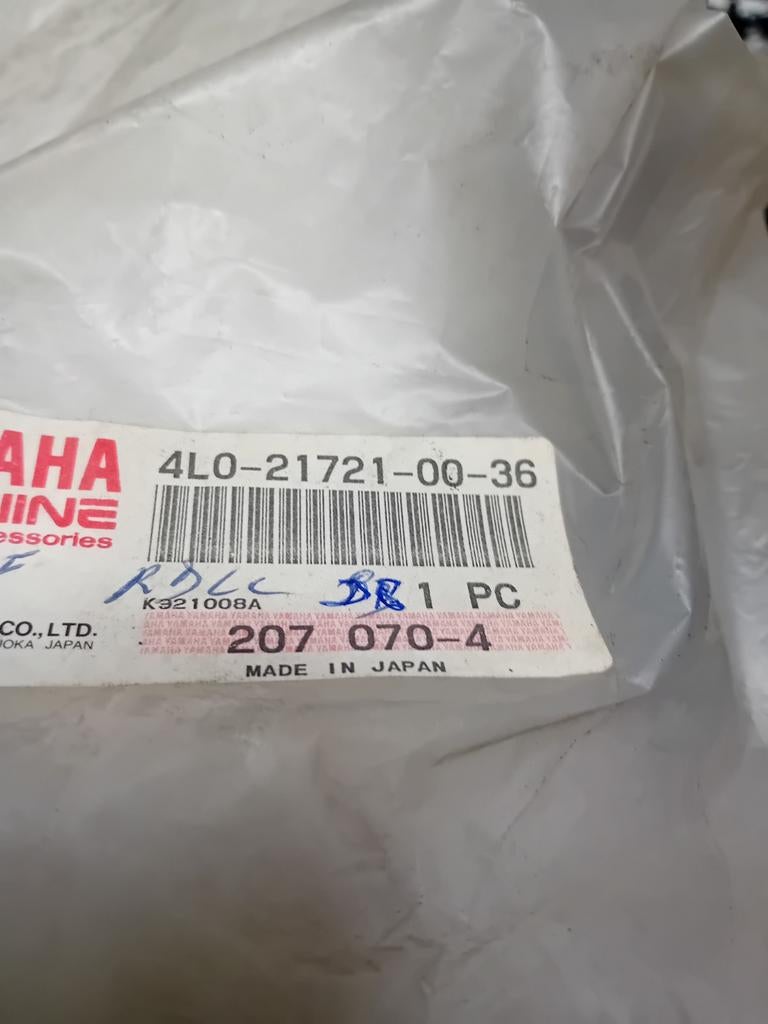 AHA 4L0-21721-00-36
essories
RDLC 1 PC
K921008A
CO.,LTD. 207 070-4
OKA JAPAN MADE IN JAPAN